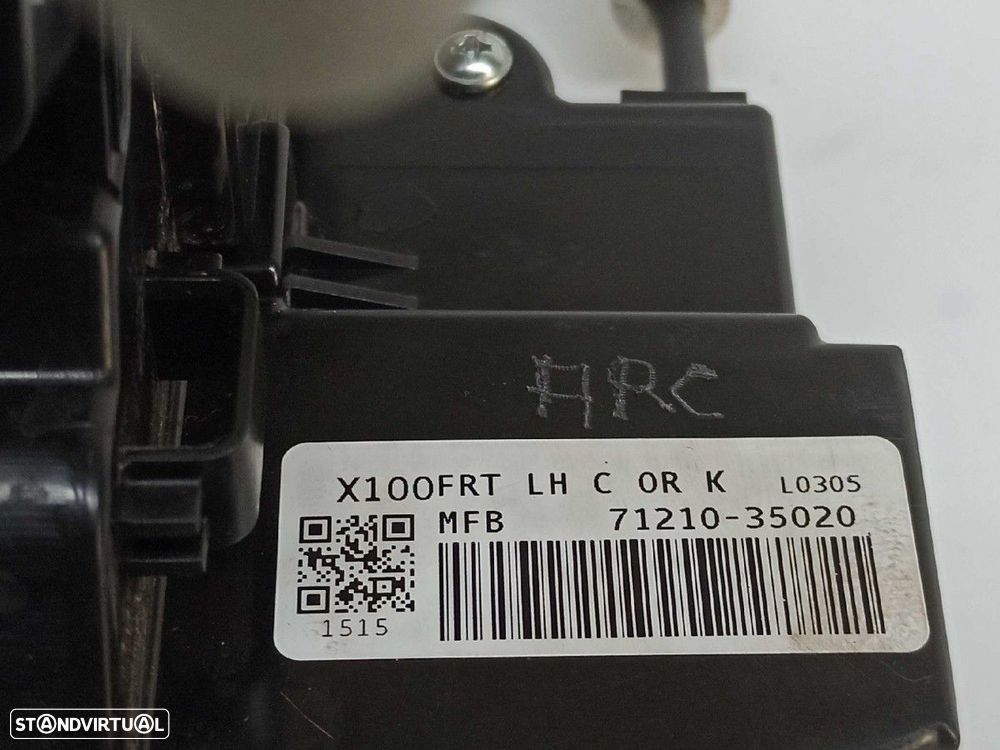 ARC
X100FRT LH C OR K L0305
MFB 71210-35020
1515
STANDVIRTUAL